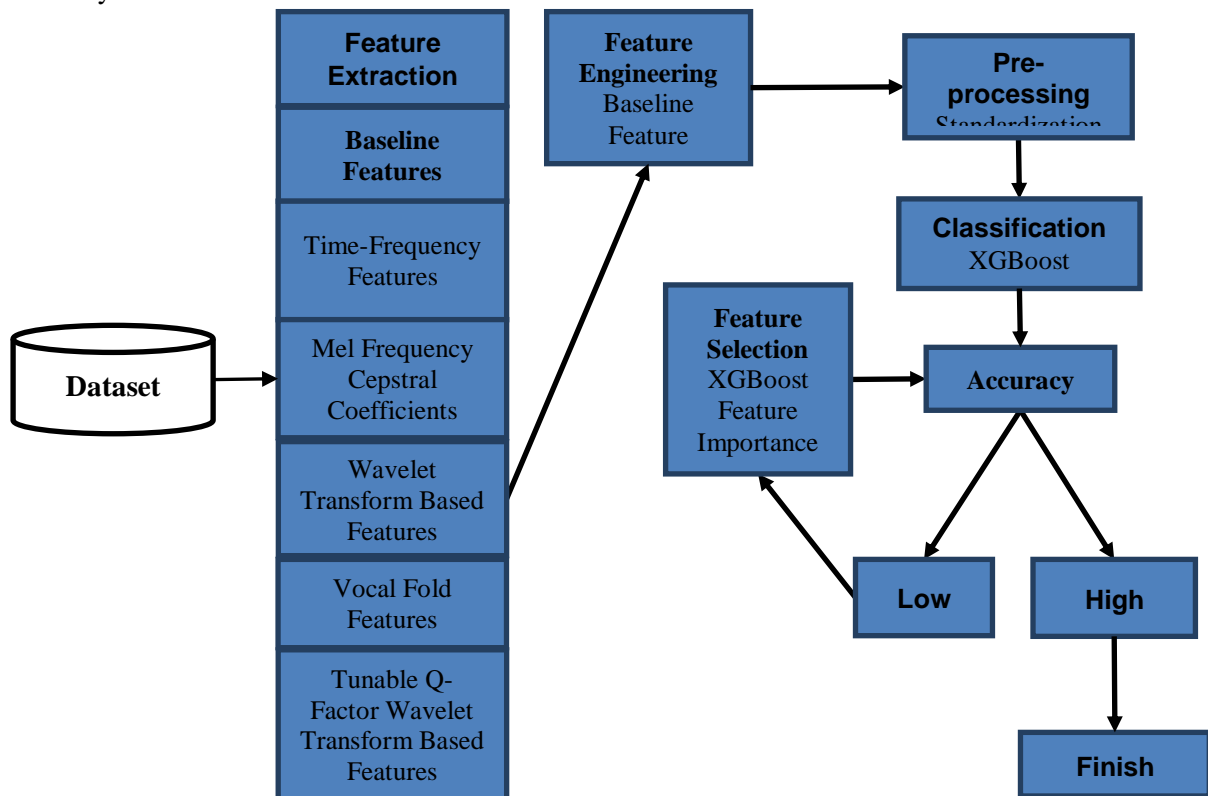 Feature
Extraction
Baseline
Features
Time-Frequency
Features
Mel Frequency
Cepstral
Coefficients
Wavelet
Transform Based
Features
Vocal Fold
Features
Tunable Q-
Factor Wavelet
Transform Based
Features
Dataset
Feature
Engineering
Baseline
Feature
Pre-
processing
Standardization
Classification
XGBoost
Feature
Selection
XGBoost
Feature
Importance
Accuracy
Low
High
Finish